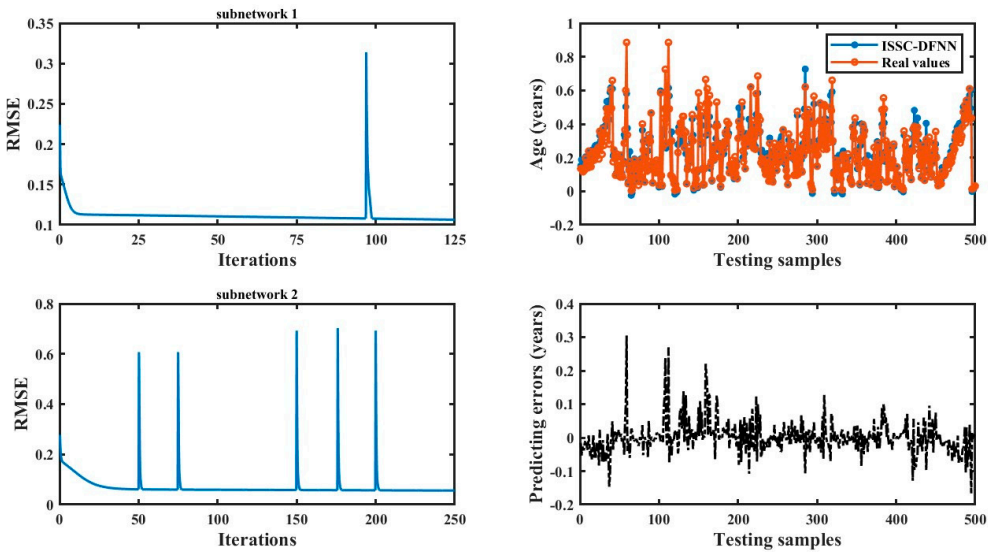 subnetwork 1
0.35
0.3
0.25
0.2
0.15
0.1
RMSE
0 25 50 75 100 125
Iterations
1
0.8
0.6
0.4
0.2
0
-0.2
Age (years)
ISSC-DFNN
Real values
0 100 200 300 400 500
Testing samples
subnetwork 2
0.8
0.6
0.4
0.2
0
RMSE
0 50 100 150 200 250
Iterations
0.4
0.3
0.2
0.1
0
-0.1
-0.2
Predicting errors (years)
0 100 200 300 400 500
Testing samples